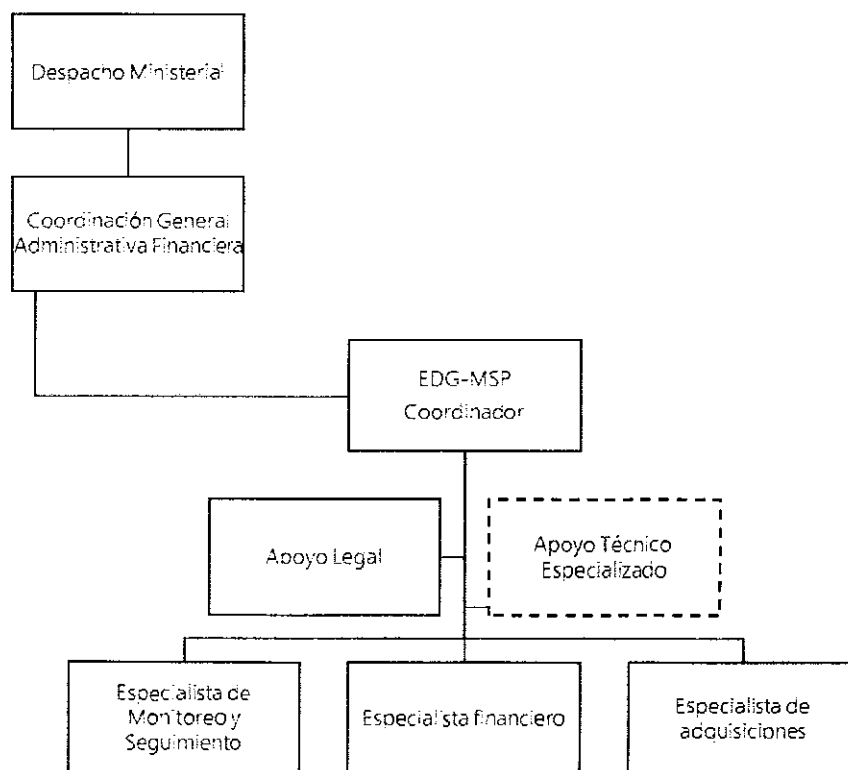 Despacho Ministerial
Coordinación General
Administrativa Financiera
EDG-MSP
Coordinador
Apoyo Legal
Apoyo Técnico
Especializado
Especialista de
Monitoreo y
Seguimiento
Especialista financiero
Especialista de
adquisiciones